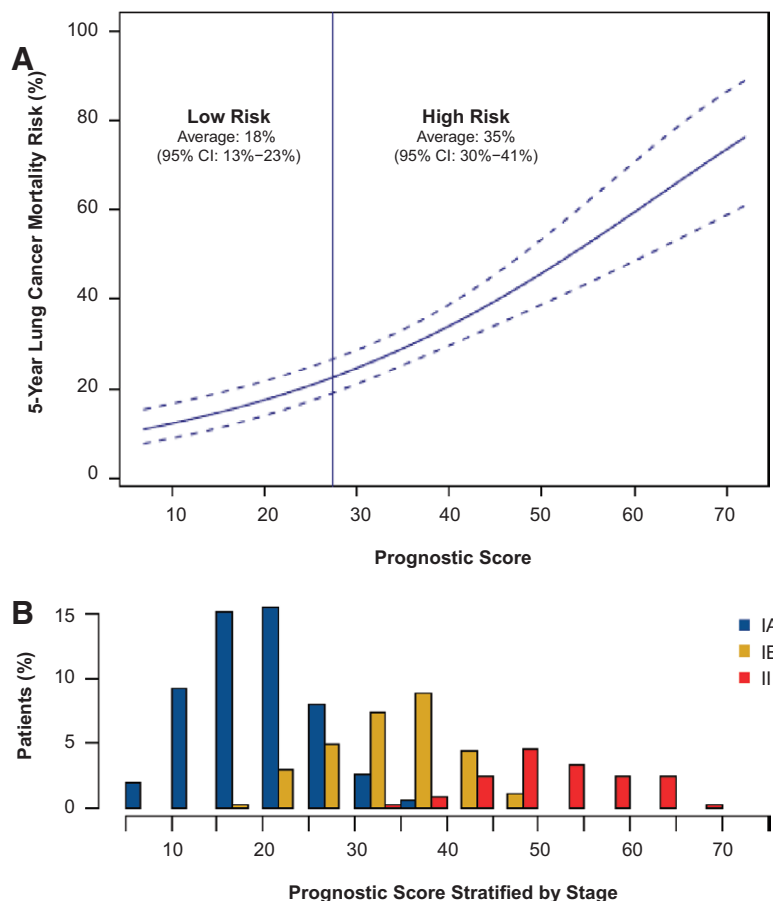 A
5-Year Lung Cancer Mortality Risk (%)
100
80
60
40
20
0
Low Risk
Average: 18%
(95% CI: 13%–23%)
High Risk
Average: 35%
(95% CI: 30%–41%)
10 20 30 40 50 60 70
Prognostic Score
B
Patients (%)
15
10
5
0
IA
IB
II
10 20 30 40 50 60 70
Prognostic Score Stratified by Stage